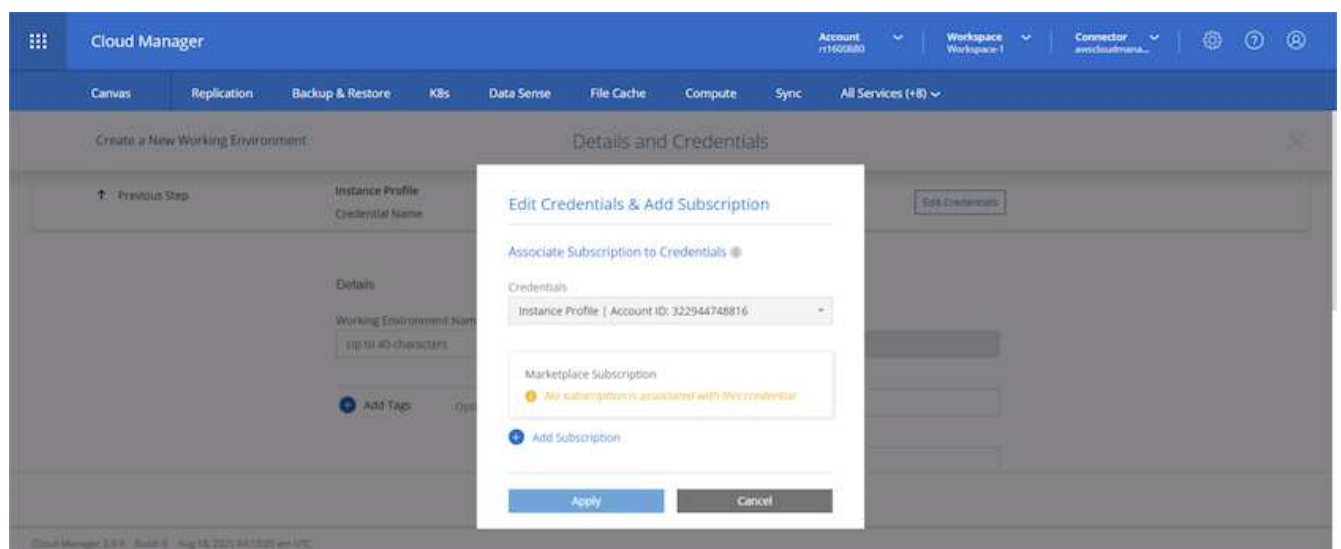 Cloud Manager
Account
Workspace
Workspace-1
Connector
awscloudmana...
Canvas Replication Backup & Restore K8s Data Sense File Cache Compute Sync All Services (+8)
Create a New Working Environment
Details and Credentials
Previous Step
Instance Profile
Credential Name
Edit Credentials
Edit Credentials & Add Subscription
Associate Subscription to Credentials
Credentials
Instance Profile | Account ID: 322944748816
Details
Working Environment Nam
Up to 40 characters
Marketplace Subscription
No subscription is associated with this credential
Add Tags
Add Subscription
Apply
Cancel